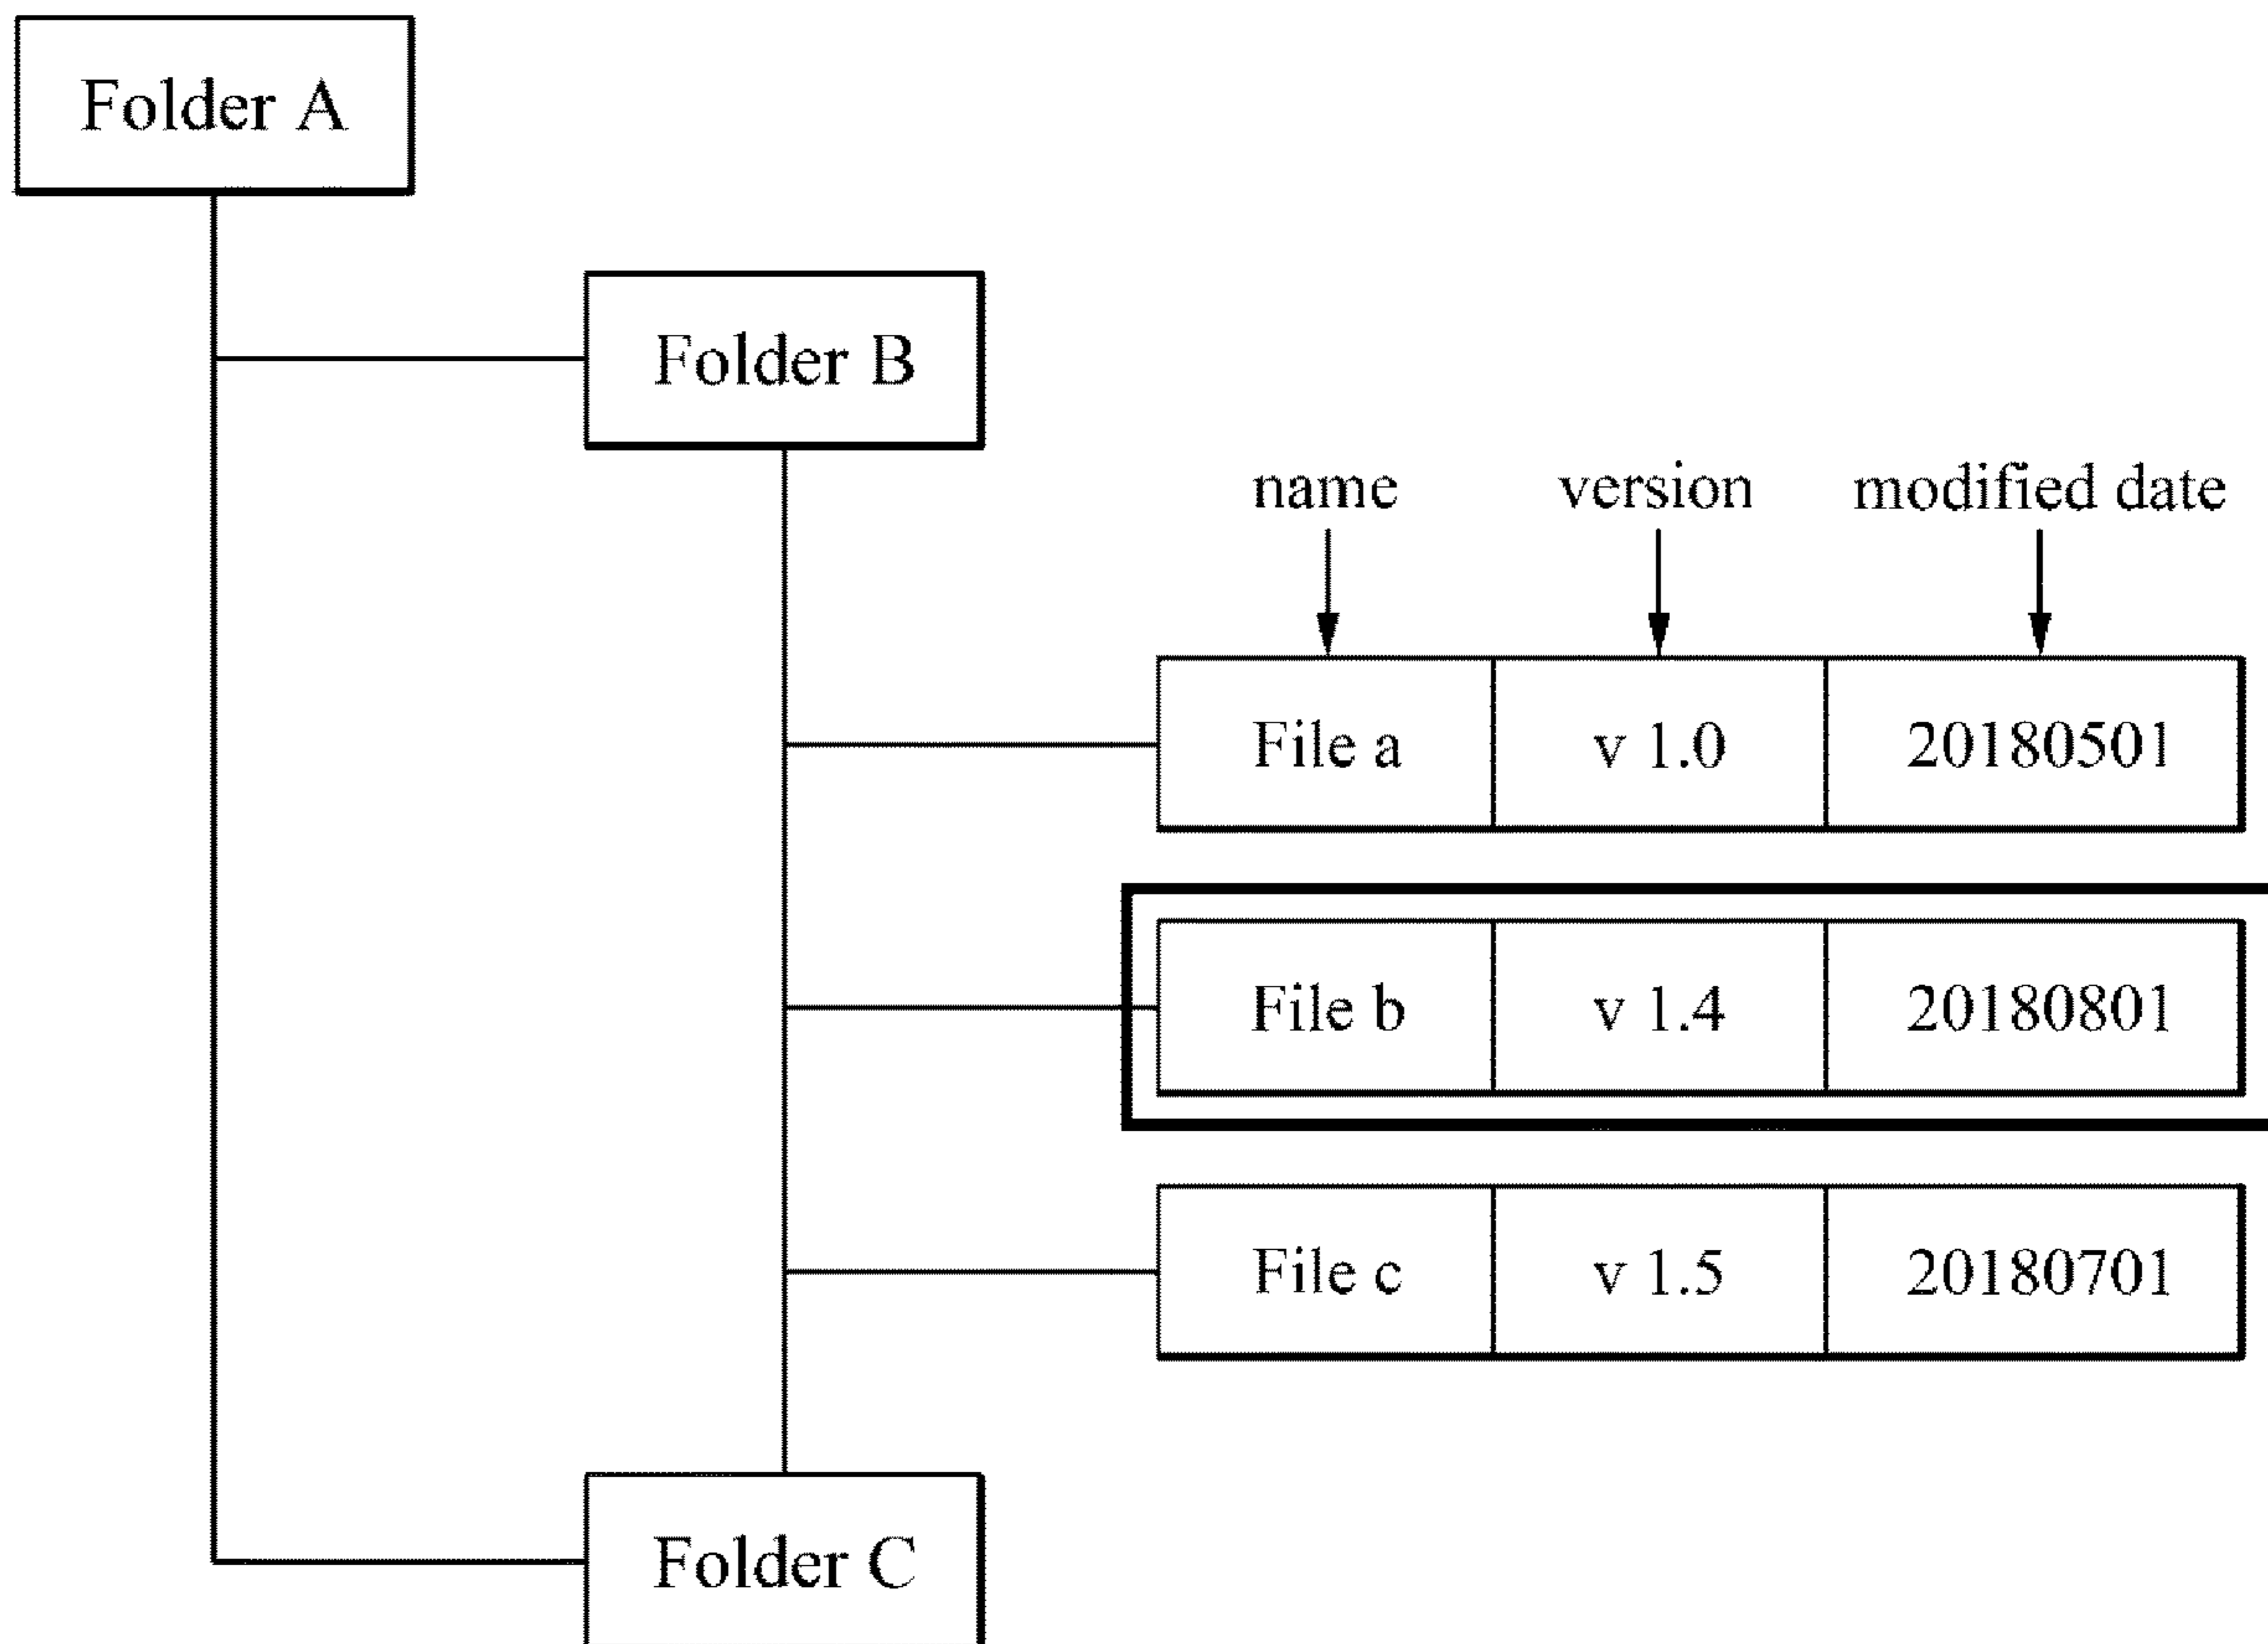 Folder A
Folder B
name version modified date
File a v 1.0 20180501
File b v 1.4 20180801
File c v 1.5 20180701
Folder C